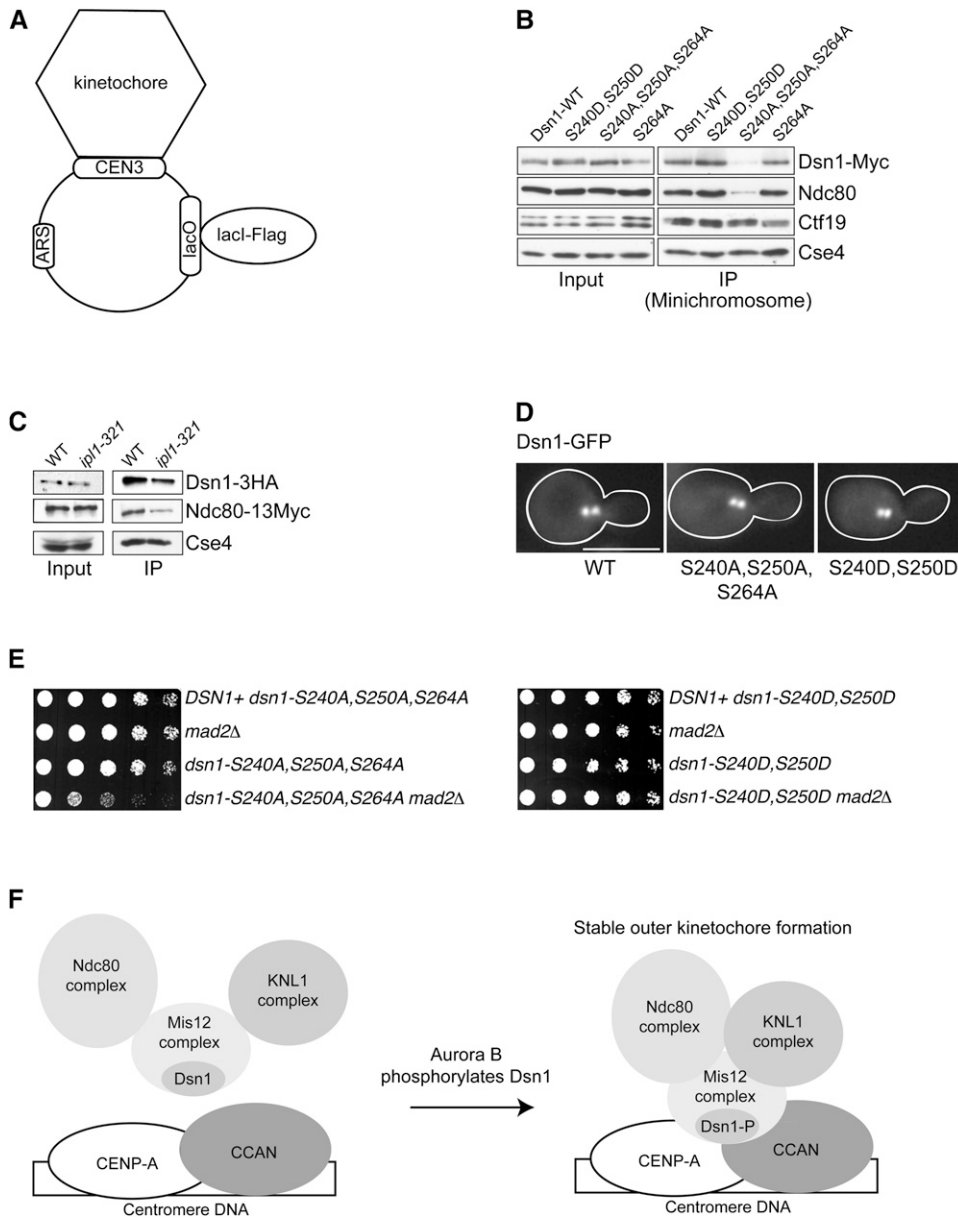 A
kinetochore
CEN3
ARS
lacO
lacI-Flag
B
Dsn1-WT
S240D,S250D
S240A,S250A,S264A
S264A
Dsn1-WT
S240D,S250D
S240A,S250A,S264A
S264A
Dsn1-Myc
Ndc80
Ctf19
Cse4
Input
IP
(Minichromosome)
C
WT
ipl1-321
WT
ipl1-321
Dsn1-3HA
Ndc80-13Myc
Cse4
Input
IP
D
Dsn1-GFP
WT
S240A,S250A,
S264A
S240D,S250D
E
DSN1+ dsn1-S240A,S250A,S264A
mad2Δ
dsn1-S240A,S250A,S264A
dsn1-S240A,S250A,S264A mad2Δ
DSN1+ dsn1-S240D,S250D
mad2Δ
dsn1-S240D,S250D
dsn1-S240D,S250D mad2Δ
F
Ndc80
complex
KNL1
complex
Mis12
complex
Dsn1
CENP-A
CCAN
Centromere DNA
Aurora B
phosphorylates Dsn1
Stable outer kinetochore formation
Ndc80
complex
KNL1
complex
Mis12
complex
Dsn1-P
CENP-A
CCAN
Centromere DNA